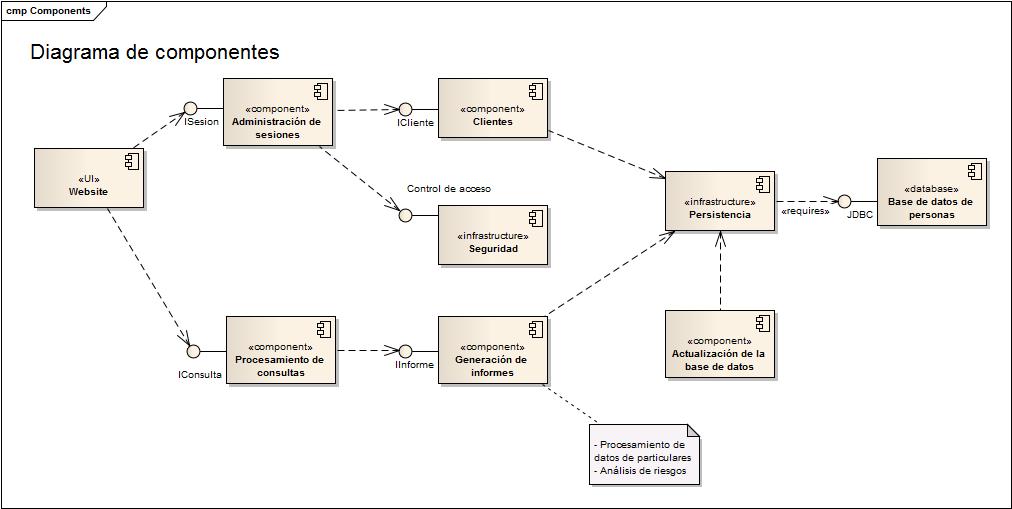 cmp Components
Diagrama de componentes
«UI»
Website
ISesion
«component»
Administración de
sesiones
ICliente
«component»
Clientes
Control de acceso
«infrastructure»
Seguridad
«infrastructure»
Persistencia
«requires»
JDBC
«database»
Base de datos de
personas
IConsulta
«component»
Procesamiento de
consultas
IInforme
«component»
Generación de
informes
«component»
Actualización de la
base de datos
- Procesamiento de
datos de particulares
- Análisis de riesgos